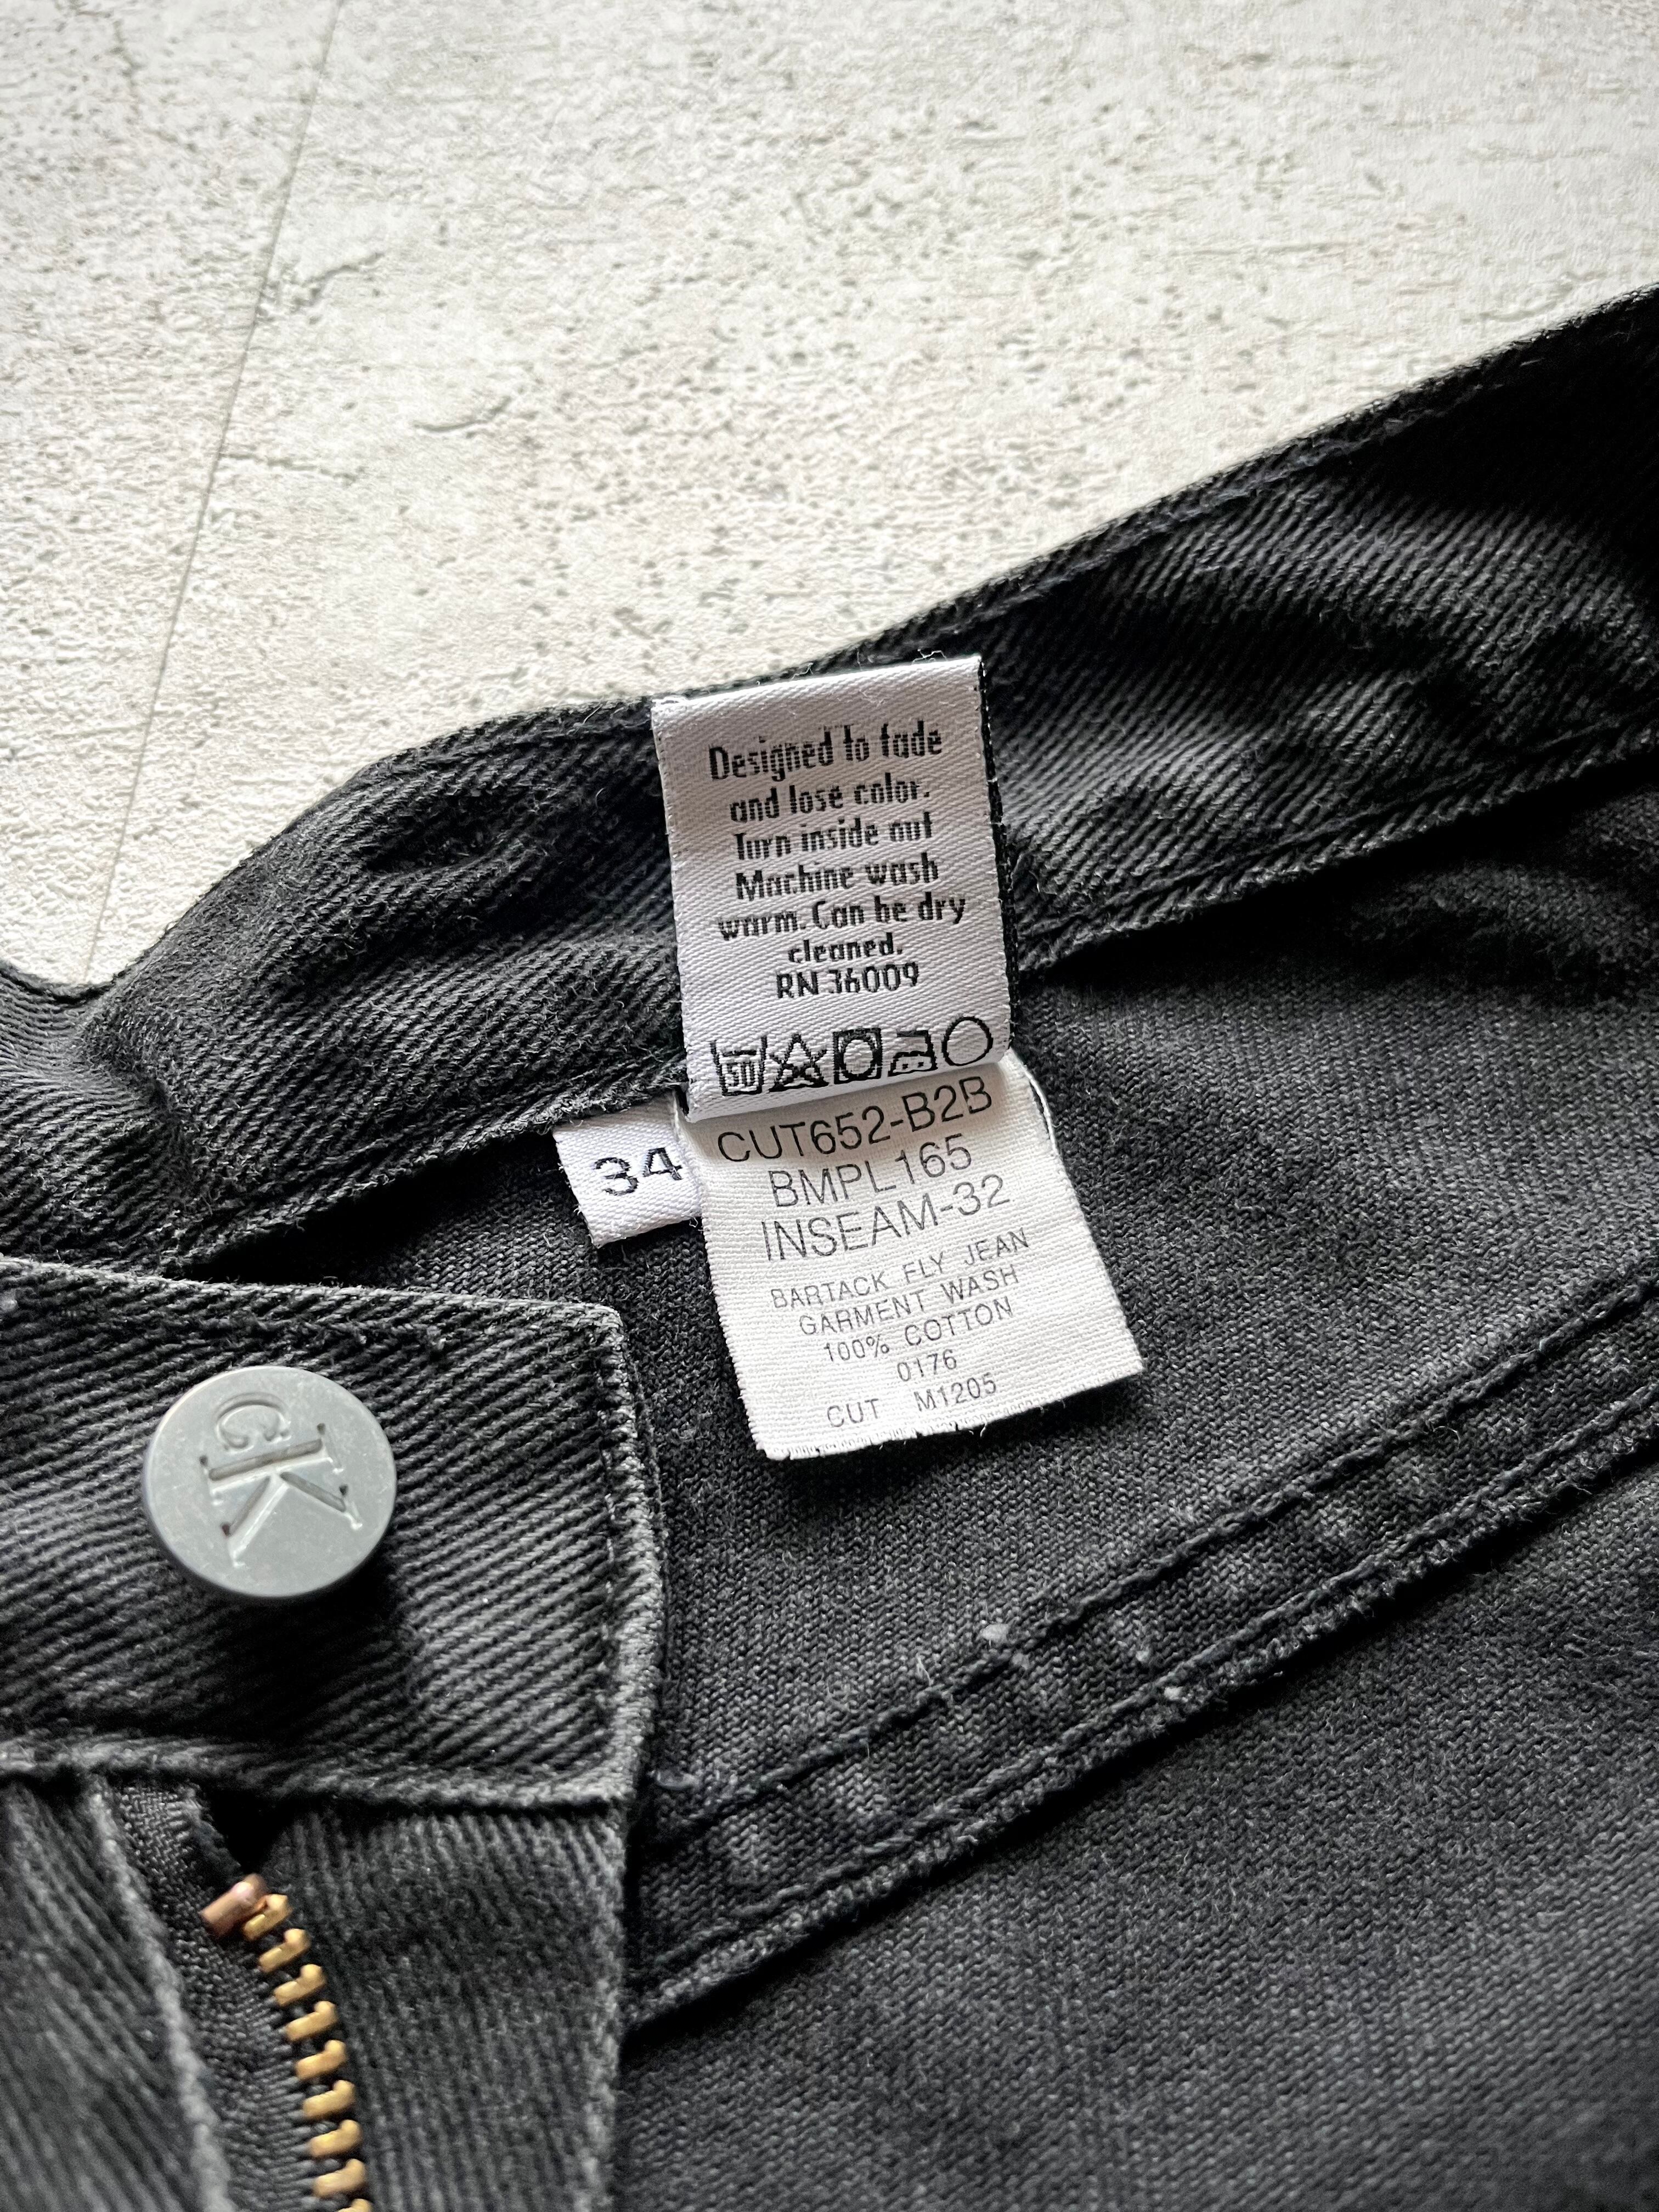 Designed to fade
and lose color.
Turn inside out
Machine wash
warm. Can be dry
cleaned.
RN 36009
50
CUT652-B2B
BMPL165
INSEAM-32
BARTACK FLY JEAN
GARMENT WASH
100% COTTON
0176
CUT M1205
34
cK